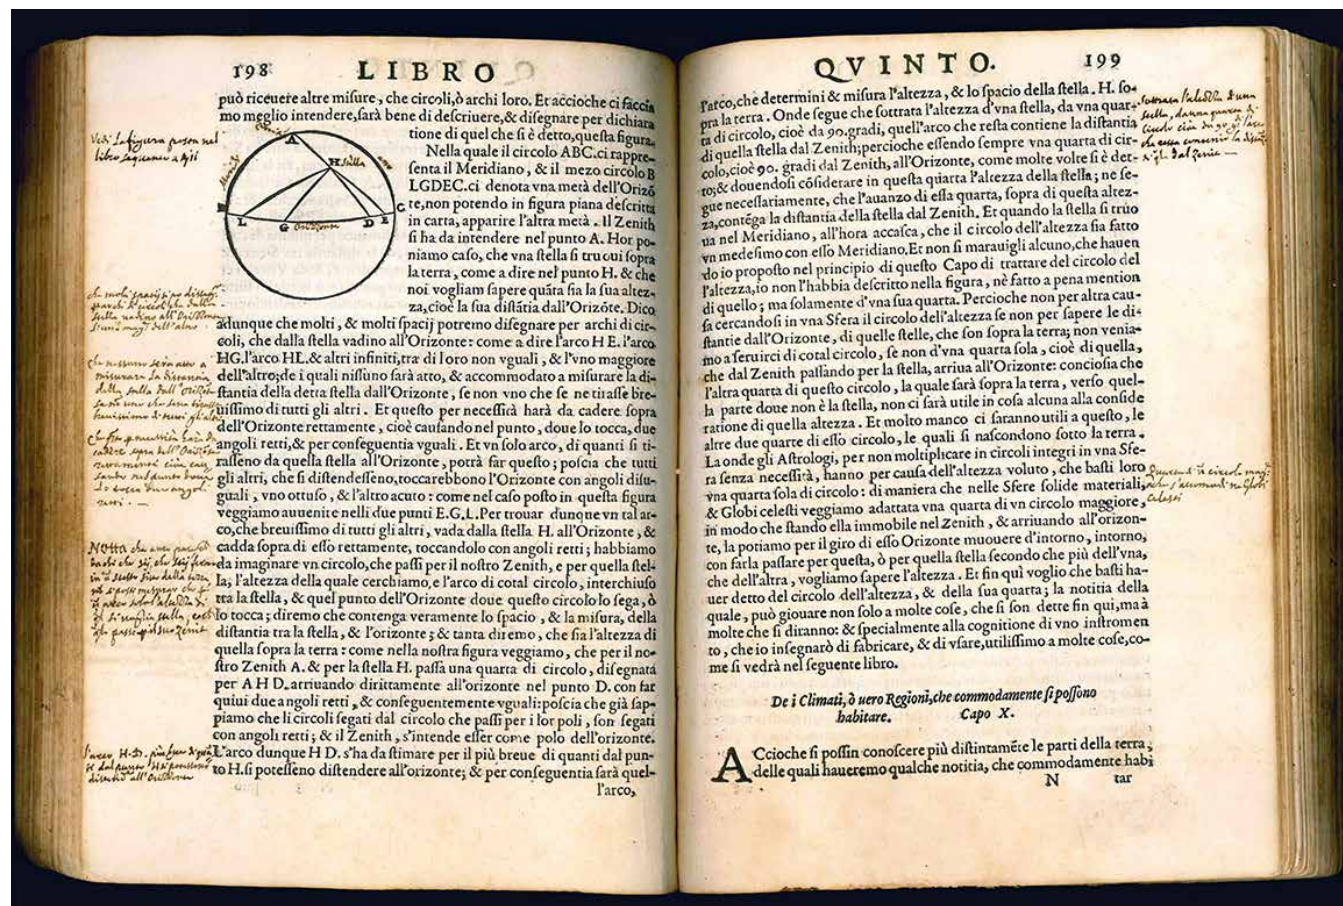 198 LIBRO
può riceuere altre misure, che circoli, ò archi loro. Et accioche ci faccia
mo meglio intendere, sarà bene di descriuere, & disegnare per dichiara
tione di quel che si è detto, questa figura.
Nella quale il circolo ABC. ci rappre-
senta il Meridiano, & il mezo circolo B
LGDEC. ci denota vna metà dell'Orizõ
te, non potendo in figura piana descritta
in carta, apparire l'altra metà. Il Zenith
si ha da intendere nel punto A. Hor po-
niamo caso, che vna stella si truoui sopra
la terra, come a dire nel punto H. & che
noi vogliam sapere quãta sia la sua altez-
za, cioè la sua distãtia dall'Orizõte. Dico
adunque che molti, & molti spacij potremo disegnare per archi di cir-
coli, che dalla stella vadino all'Orizonte: come a dire l'arco H E. l'arco
HG. l'arco HL. & altri infiniti, tra di loro non vguali, & l'vno maggiore
dell'altro; de i quali nissuno sarà atto, & accommodato a misurare la di-
stantia della detta stella dall'Orizonte, se non vno che se ne tirasse bre-
uissimo di tutti gli altri. Et questo per necessità harà da cadere sopra
dell'Orizonte rettamente, cioè causando nel punto, doue lo tocca, due
angoli retti, & per conseguentia vguali. Et vn solo arco, di quanti si ti-
rasseno da quella stella all'Orizonte, potrà far questo; poscia che tutti
gli altri, che si distendesseno, toccarebbono l'Orizonte con angoli disu-
guali, vno ottuso, & l'altro acuto: come nel caso posto in questa figura
veggiamo auuenite nelli due punti E.G.L. Per trouar dunque vn tal ar-
co, che breuissimo di tutti gli altri, vada dalla stella H. all'Orizonte, &
cadda sopra di esso rettamente, toccandolo con angoli retti; habbiamo
da imaginare vn circolo, che passi per il nostro Zenith, e per quella stel-
la; l'altezza della quale cerchiamo, e l'arco di cotal circolo, interchiuso
tra la stella, & quel punto dell'Orizonte doue questo circolo lo sega, ò
lo tocca; diremo che contenga veramente lo spacio, & la misura, della
distantia tra la stella, & l'orizonte; & tanta diremo, che sia l'altezza di
quella sopra la terra: come nella nostra figura veggiamo, che per il no-
stro Zenith A. & per la stella H. passa una quarta di circolo, disegnata
per A H D. arriuando dirittamente all'orizonte nel punto D. con far
quiui due angoli retti, & conseguentemente vguali: poscia che già sap-
piamo che li circoli segati dal circolo che passi per i lor poli, son segati
con angoli retti; & il Zenith, s'intende esser come polo dell'orizonte.
L'arco dunque H D. s'ha da stimare per il più breue di quanti dal pun-
to H. si potesseno distendere all'orizonte; & per conseguentia sarà quel-
l'arco,
A
H Stella
B L G Orizonte D E C
QVINTO. 199
l'arco, che determini & misura l'altezza, & lo spacio della stella. H. so-
pra la terra. Onde segue che sottrata l'altezza d'vna stella, da vna quar-
ta di circolo, cioè da 90. gradi, quell'arco che resta contiene la distantia
di quella stella dal Zenith; percioche essendo sempre vna quarta di cir-
colo, cioè 90. gradi dal Zenith, all'Orizonte, come molte volte si è det-
to; & douendosi cõsiderare in questa quarta l'altezza della stella; ne se-
gue necessariamente, che l'auanzo di essa quarta, sopra di questa altez-
za, contẽga la distantia della stella dal Zenith. Et quando la stella si truo
ua nel Meridiano, all'hora accasca, che il circolo dell'altezza sia fatto
vn medesimo con esso Meridiano. Et non si marauigli alcuno, che hauen
do io proposto nel principio di questo Capo di trattare del circolo del
l'altezza, io non l'habbia descritto nella figura, nè fatto a pena mention
di quello; ma solamente d'vna sua quarta. Percioche non per altra cau-
sa cercandosi in vna Sfera il circolo dell'altezza se non per sapere le di-
stantie dall'Orizonte, di quelle stelle, che son sopra la terra; non venia-
mo a seruirci di cotal circolo, se non d'vna quarta sola, cioè di quella,
che dal Zenith passando per la stella, arriua all'Orizonte: conciosia che
l'altra quarta di questo circolo, la quale sarà sopra la terra, verso quel-
la parte doue non è la stella, non ci sarà utile in cosa alcuna alla conside
ratione di quella altezza. Et molto manco ci saranno utili a questo, le
altre due quarte di esso circolo, le quali si nascondono sotto la terra.
La onde gli Astrologi, per non multiplicare in circoli integri in vna Sfe-
ra senza necessità, hanno per causa dell'altezza voluto, che basti loro
vna quarta sola di circolo: di maniera che nelle Sfere solide materiali,
& Globi celesti veggiamo adattata vna quarta di vn circolo maggiore,
in modo che stando ella immobile nel Zenith, & arriuando all'orizon-
te, la potiamo per il giro di esso Orizonte muouere d'intorno, intorno,
con farla passare per questa, ò per quella stella secondo che più dell'vna,
che dell'altra, vogliamo sapere l'altezza. Et fin quì voglio che basti ha-
uer detto del circolo dell'altezza, & della sua quarta; la notitia della
quale, può giouare non solo a molte cose, che si son dette fin qui, ma à
molte che si diranno: & specialmente alla cognitione di vno instromen
to, che io insegnarò di fabricare, & di vsare, utilissimo a molte cose, co-
me si vedrà nel seguente libro.
De i Climati, ò uero Regioni, che commodamente si possono
habitare. Capo X.
ACcioche si possin conoscere più distintamẽte le parti della terra,
delle quali haueremo qualche notitia, che commodamente habi
N tar